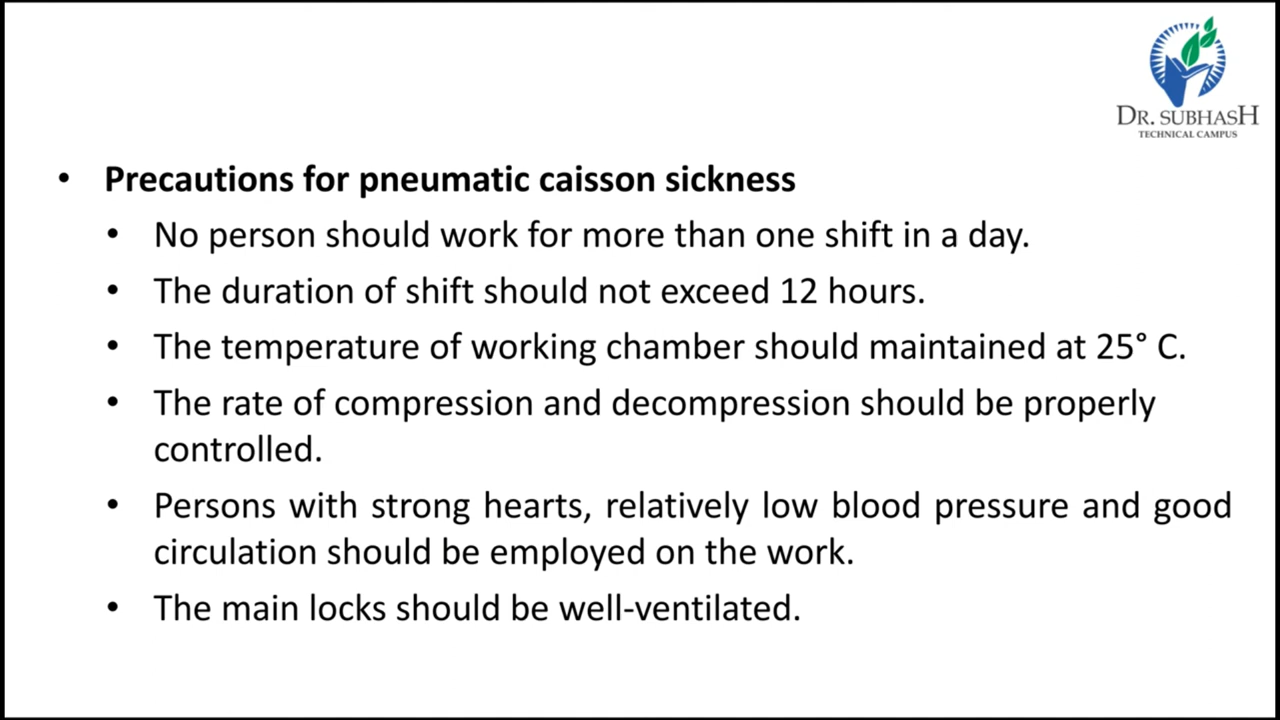 DR. SUBHASH
TECHNICAL CAMPUS
• Precautions for pneumatic caisson sickness
• No person should work for more than one shift in a day.
• The duration of shift should not exceed 12 hours.
• The temperature of working chamber should maintained at 25° C.
• The rate of compression and decompression should be properly
controlled.
• Persons with strong hearts, relatively low blood pressure and good
circulation should be employed on the work.
• The main locks should be well-ventilated.